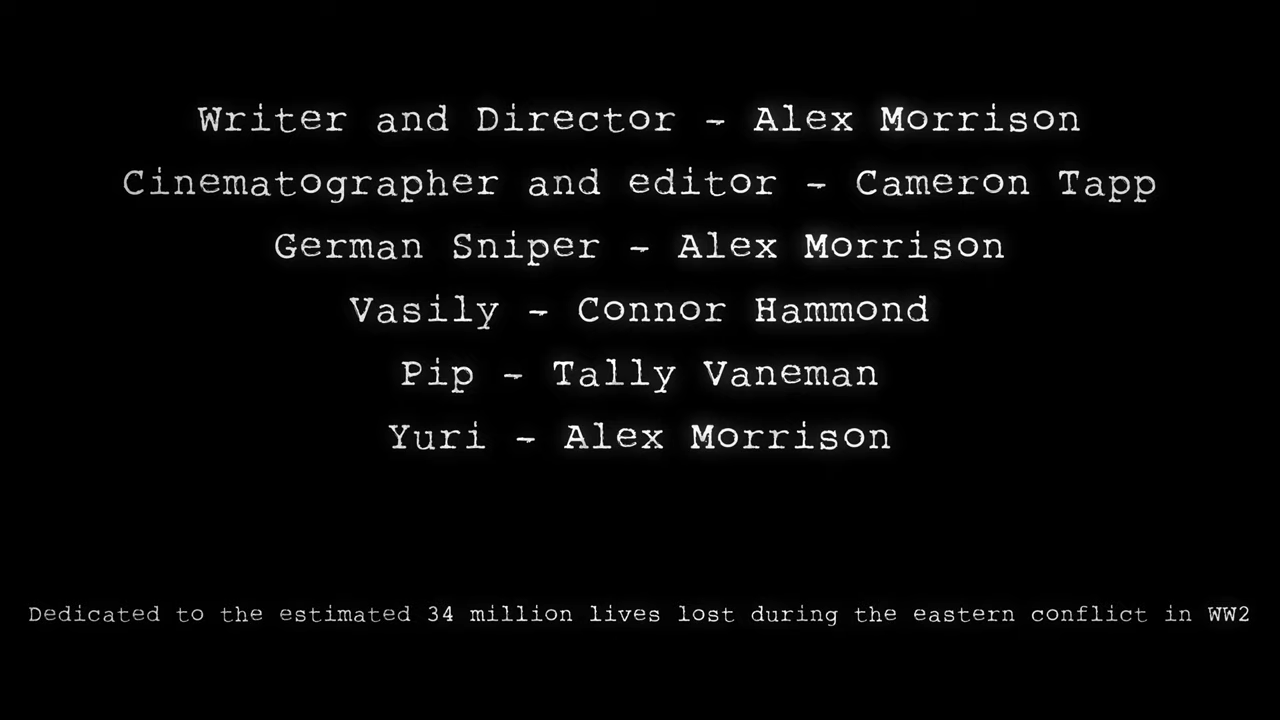 Writer and Director - Alex Morrison
Cinematographer and editor - Cameron Tapp
German Sniper - Alex Morrison
Vasily - Connor Hammond
Pip - Tally Vaneman
Yuri - Alex Morrison
Dedicated to the estimated 34 million lives lost during the eastern conflict in WW2